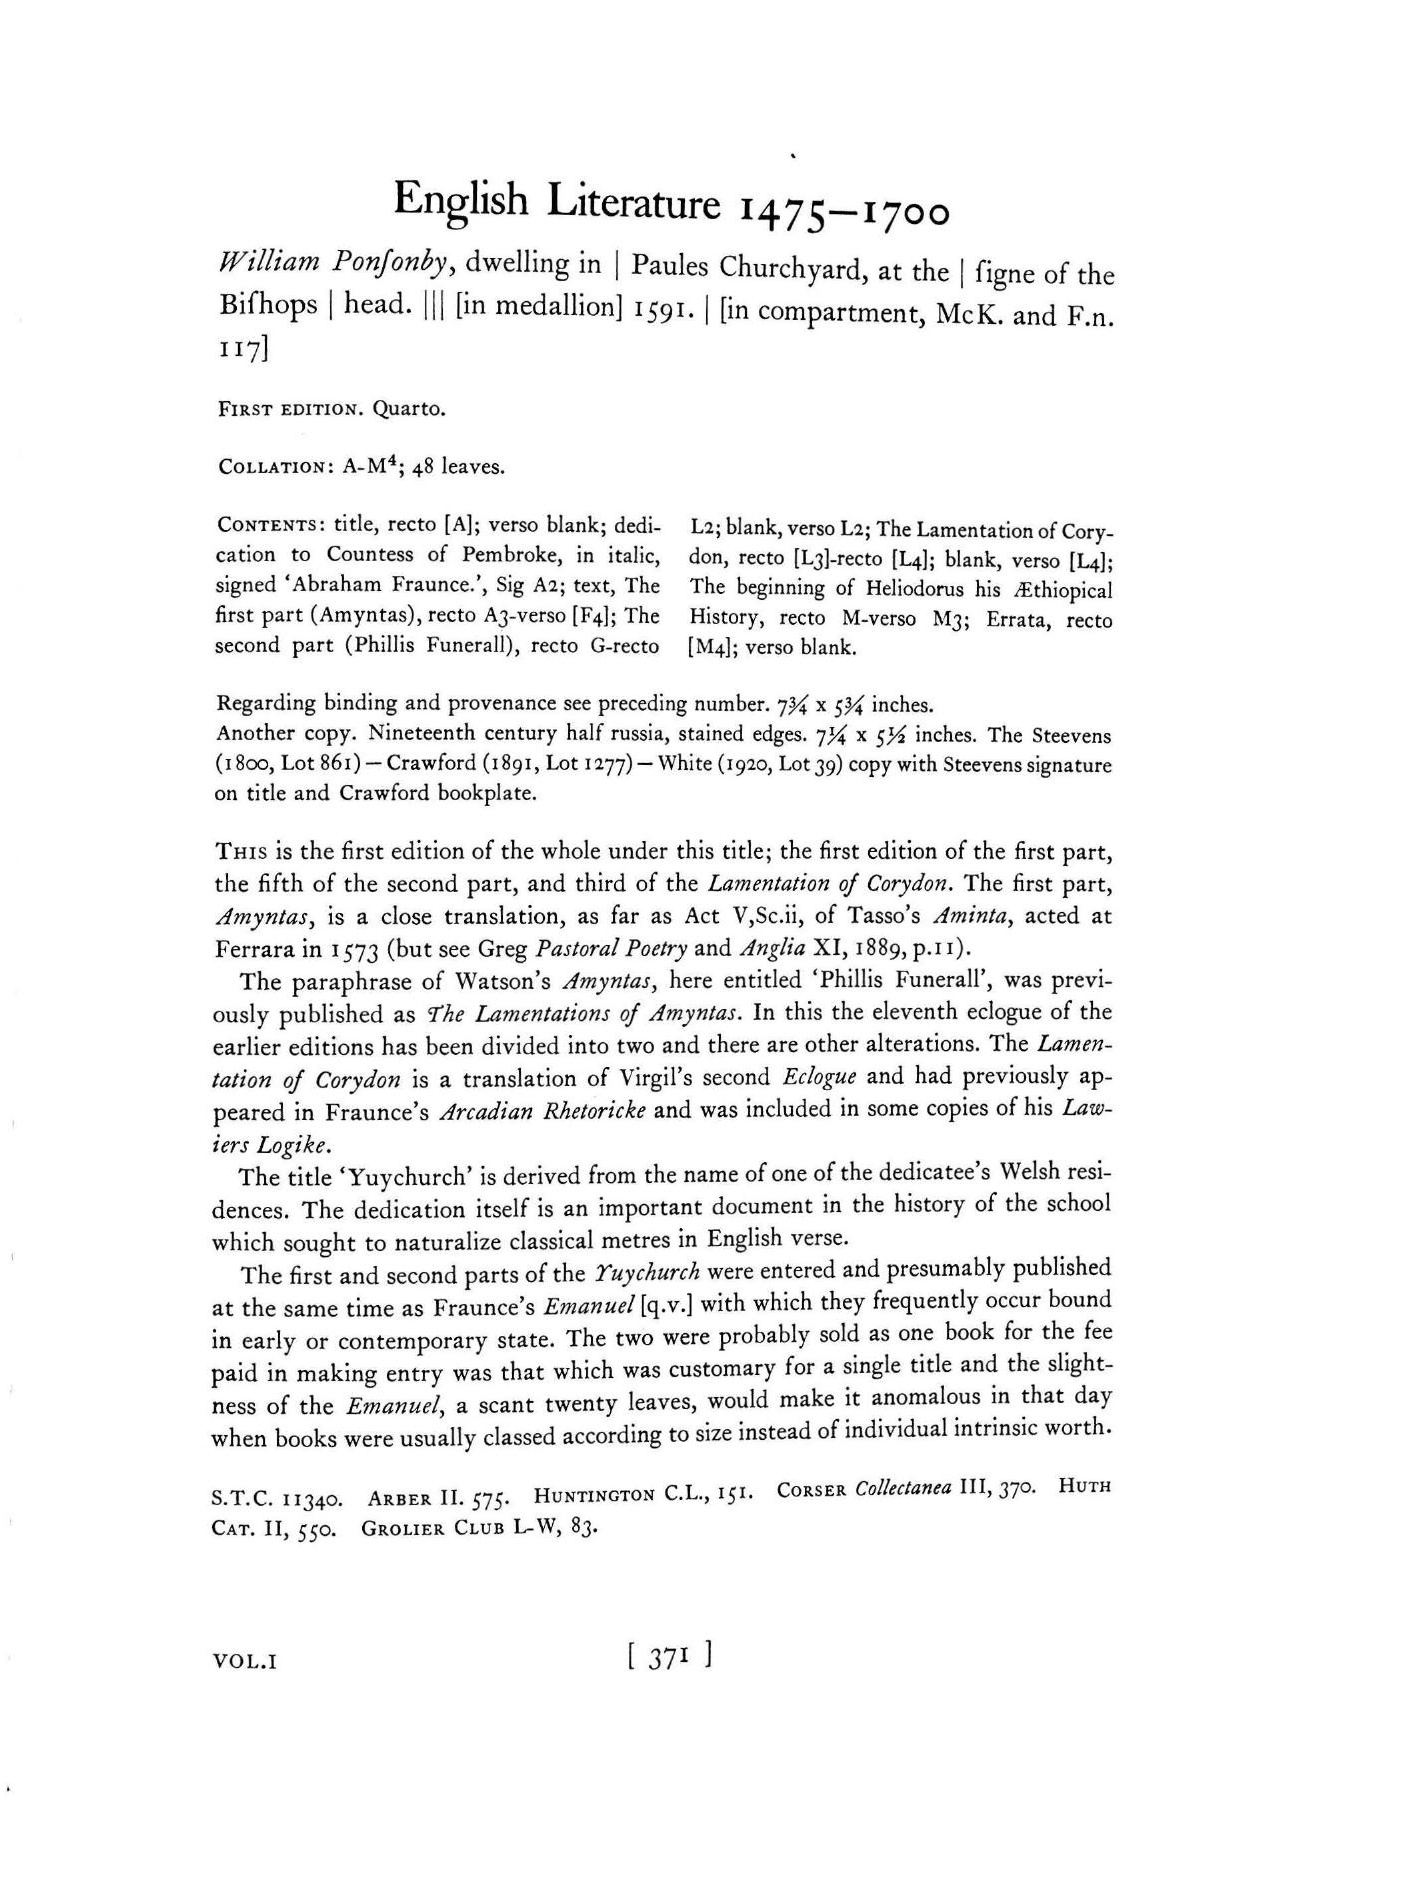 English Literature 1475–1700
William Ponſonby, dwelling in | Paules Churchyard, at the | ſigne of the
Biſhops | head. ||| [in medallion] 1591. | [in compartment, McK. and F.n.
117]
FIRST EDITION. Quarto.
COLLATION: A-M⁴; 48 leaves.
CONTENTS: title, recto [A]; verso blank; dedi-
cation to Countess of Pembroke, in italic,
signed ‘Abraham Fraunce.’, Sig A2; text, The
first part (Amyntas), recto A3-verso [F4]; The
second part (Phillis Funerall), recto G-recto
L2; blank, verso L2; The Lamentation of Cory-
don, recto [L3]-recto [L4]; blank, verso [L4];
The beginning of Heliodorus his Æthiopical
History, recto M-verso M3; Errata, recto
[M4]; verso blank.
Regarding binding and provenance see preceding number. 7¾ x 5¾ inches.
Another copy. Nineteenth century half russia, stained edges. 7¼ x 5½ inches. The Steevens
(1800, Lot 861) — Crawford (1891, Lot 1277) — White (1920, Lot 39) copy with Steevens signature
on title and Crawford bookplate.
THIS is the first edition of the whole under this title; the first edition of the first part,
the fifth of the second part, and third of the Lamentation of Corydon. The first part,
Amyntas, is a close translation, as far as Act V,Sc.ii, of Tasso’s Aminta, acted at
Ferrara in 1573 (but see Greg Pastoral Poetry and Anglia XI, 1889, p.11).
The paraphrase of Watson’s Amyntas, here entitled ‘Phillis Funerall’, was previ-
ously published as The Lamentations of Amyntas. In this the eleventh eclogue of the
earlier editions has been divided into two and there are other alterations. The Lamen-
tation of Corydon is a translation of Virgil’s second Eclogue and had previously ap-
peared in Fraunce’s Arcadian Rhetoricke and was included in some copies of his Law-
iers Logike.
The title ‘Yuychurch’ is derived from the name of one of the dedicatee’s Welsh resi-
dences. The dedication itself is an important document in the history of the school
which sought to naturalize classical metres in English verse.
The first and second parts of the Yuychurch were entered and presumably published
at the same time as Fraunce’s Emanuel [q.v.] with which they frequently occur bound
in early or contemporary state. The two were probably sold as one book for the fee
paid in making entry was that which was customary for a single title and the slight-
ness of the Emanuel, a scant twenty leaves, would make it anomalous in that day
when books were usually classed according to size instead of individual intrinsic worth.
S.T.C. 11340. ARBER II. 575. HUNTINGTON C.L., 151. CORSER Collectanea III, 370. HUTH
CAT. II, 550. GROLIER CLUB L-W, 83.
VOL.I [ 371 ]